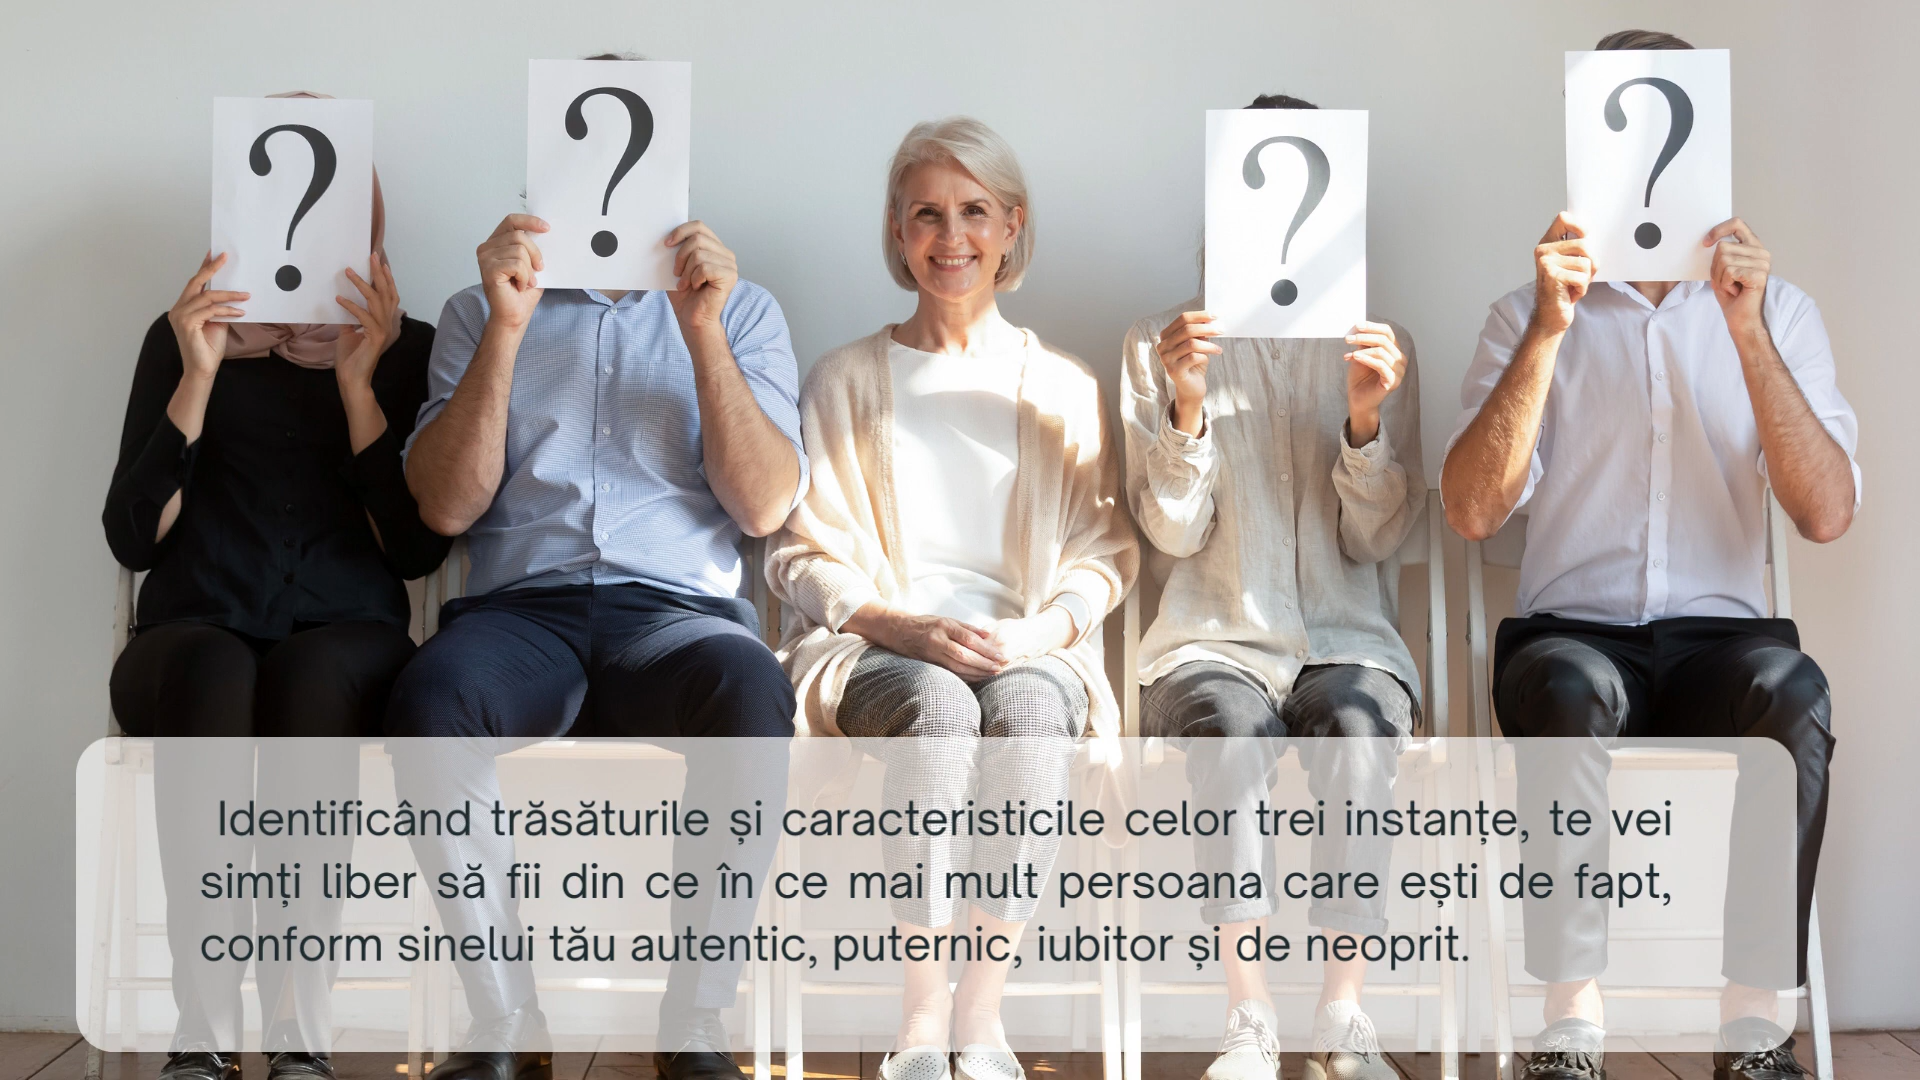 ?
?
?
?
Identificând trăsăturile și caracteristicile celor trei instanțe, te vei
simți liber să fii din ce în ce mai mult persoana care ești de fapt,
conform sinelui tău autentic, puternic, iubitor și de neoprit.